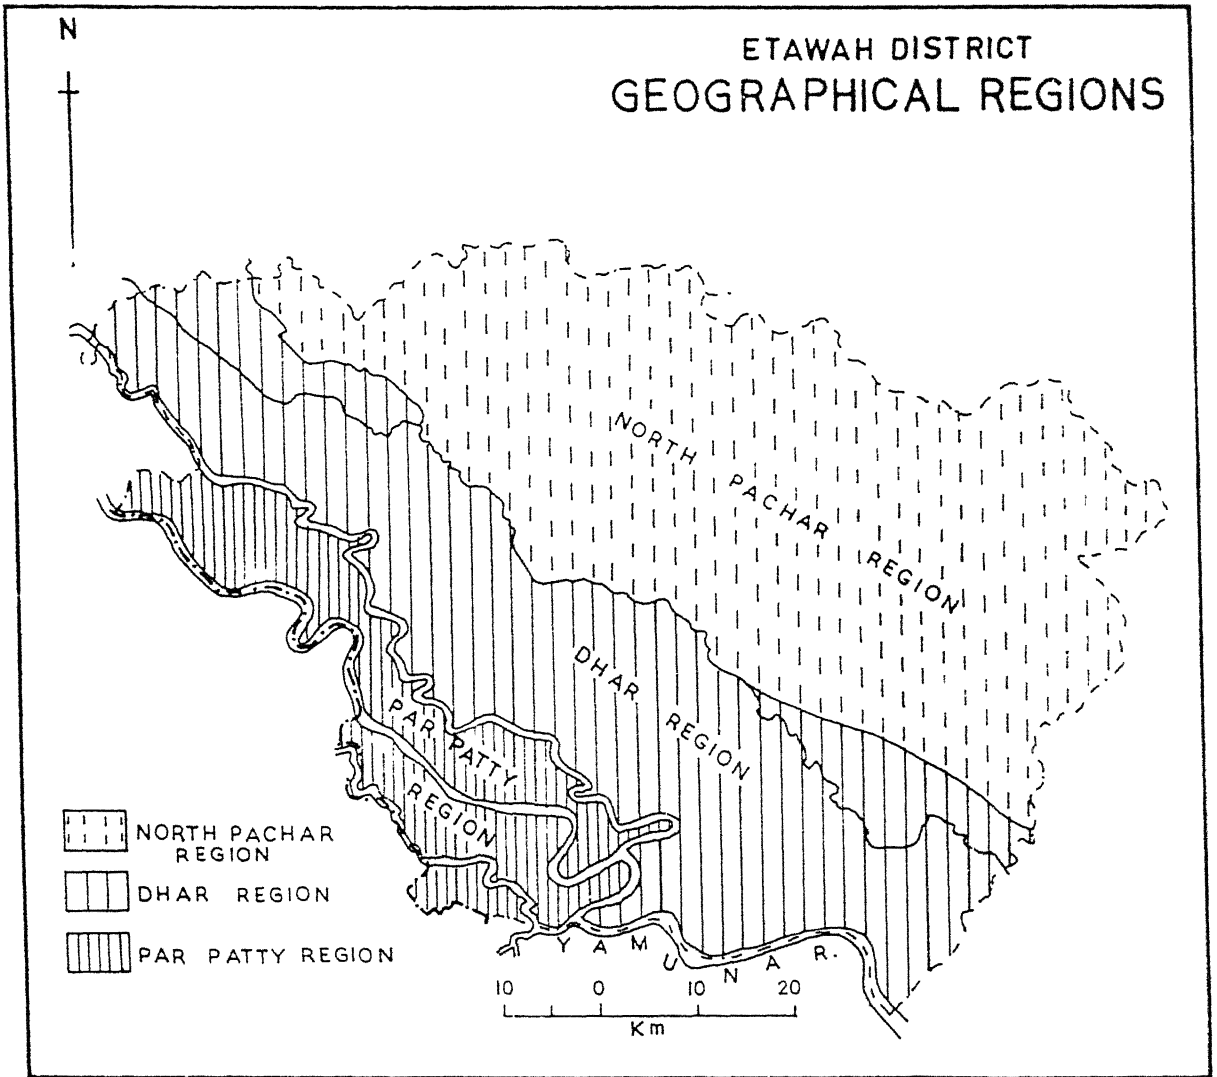 N
ETAWAH DISTRICT
GEOGRAPHICAL REGIONS
NORTH PACHAR REGION
DHAR REGION
PAR PATTY
REGION
NORTH PACHAR
REGION
DHAR REGION
PAR PATTY REGION
YAMUNA R.
10 0 10 20
Km